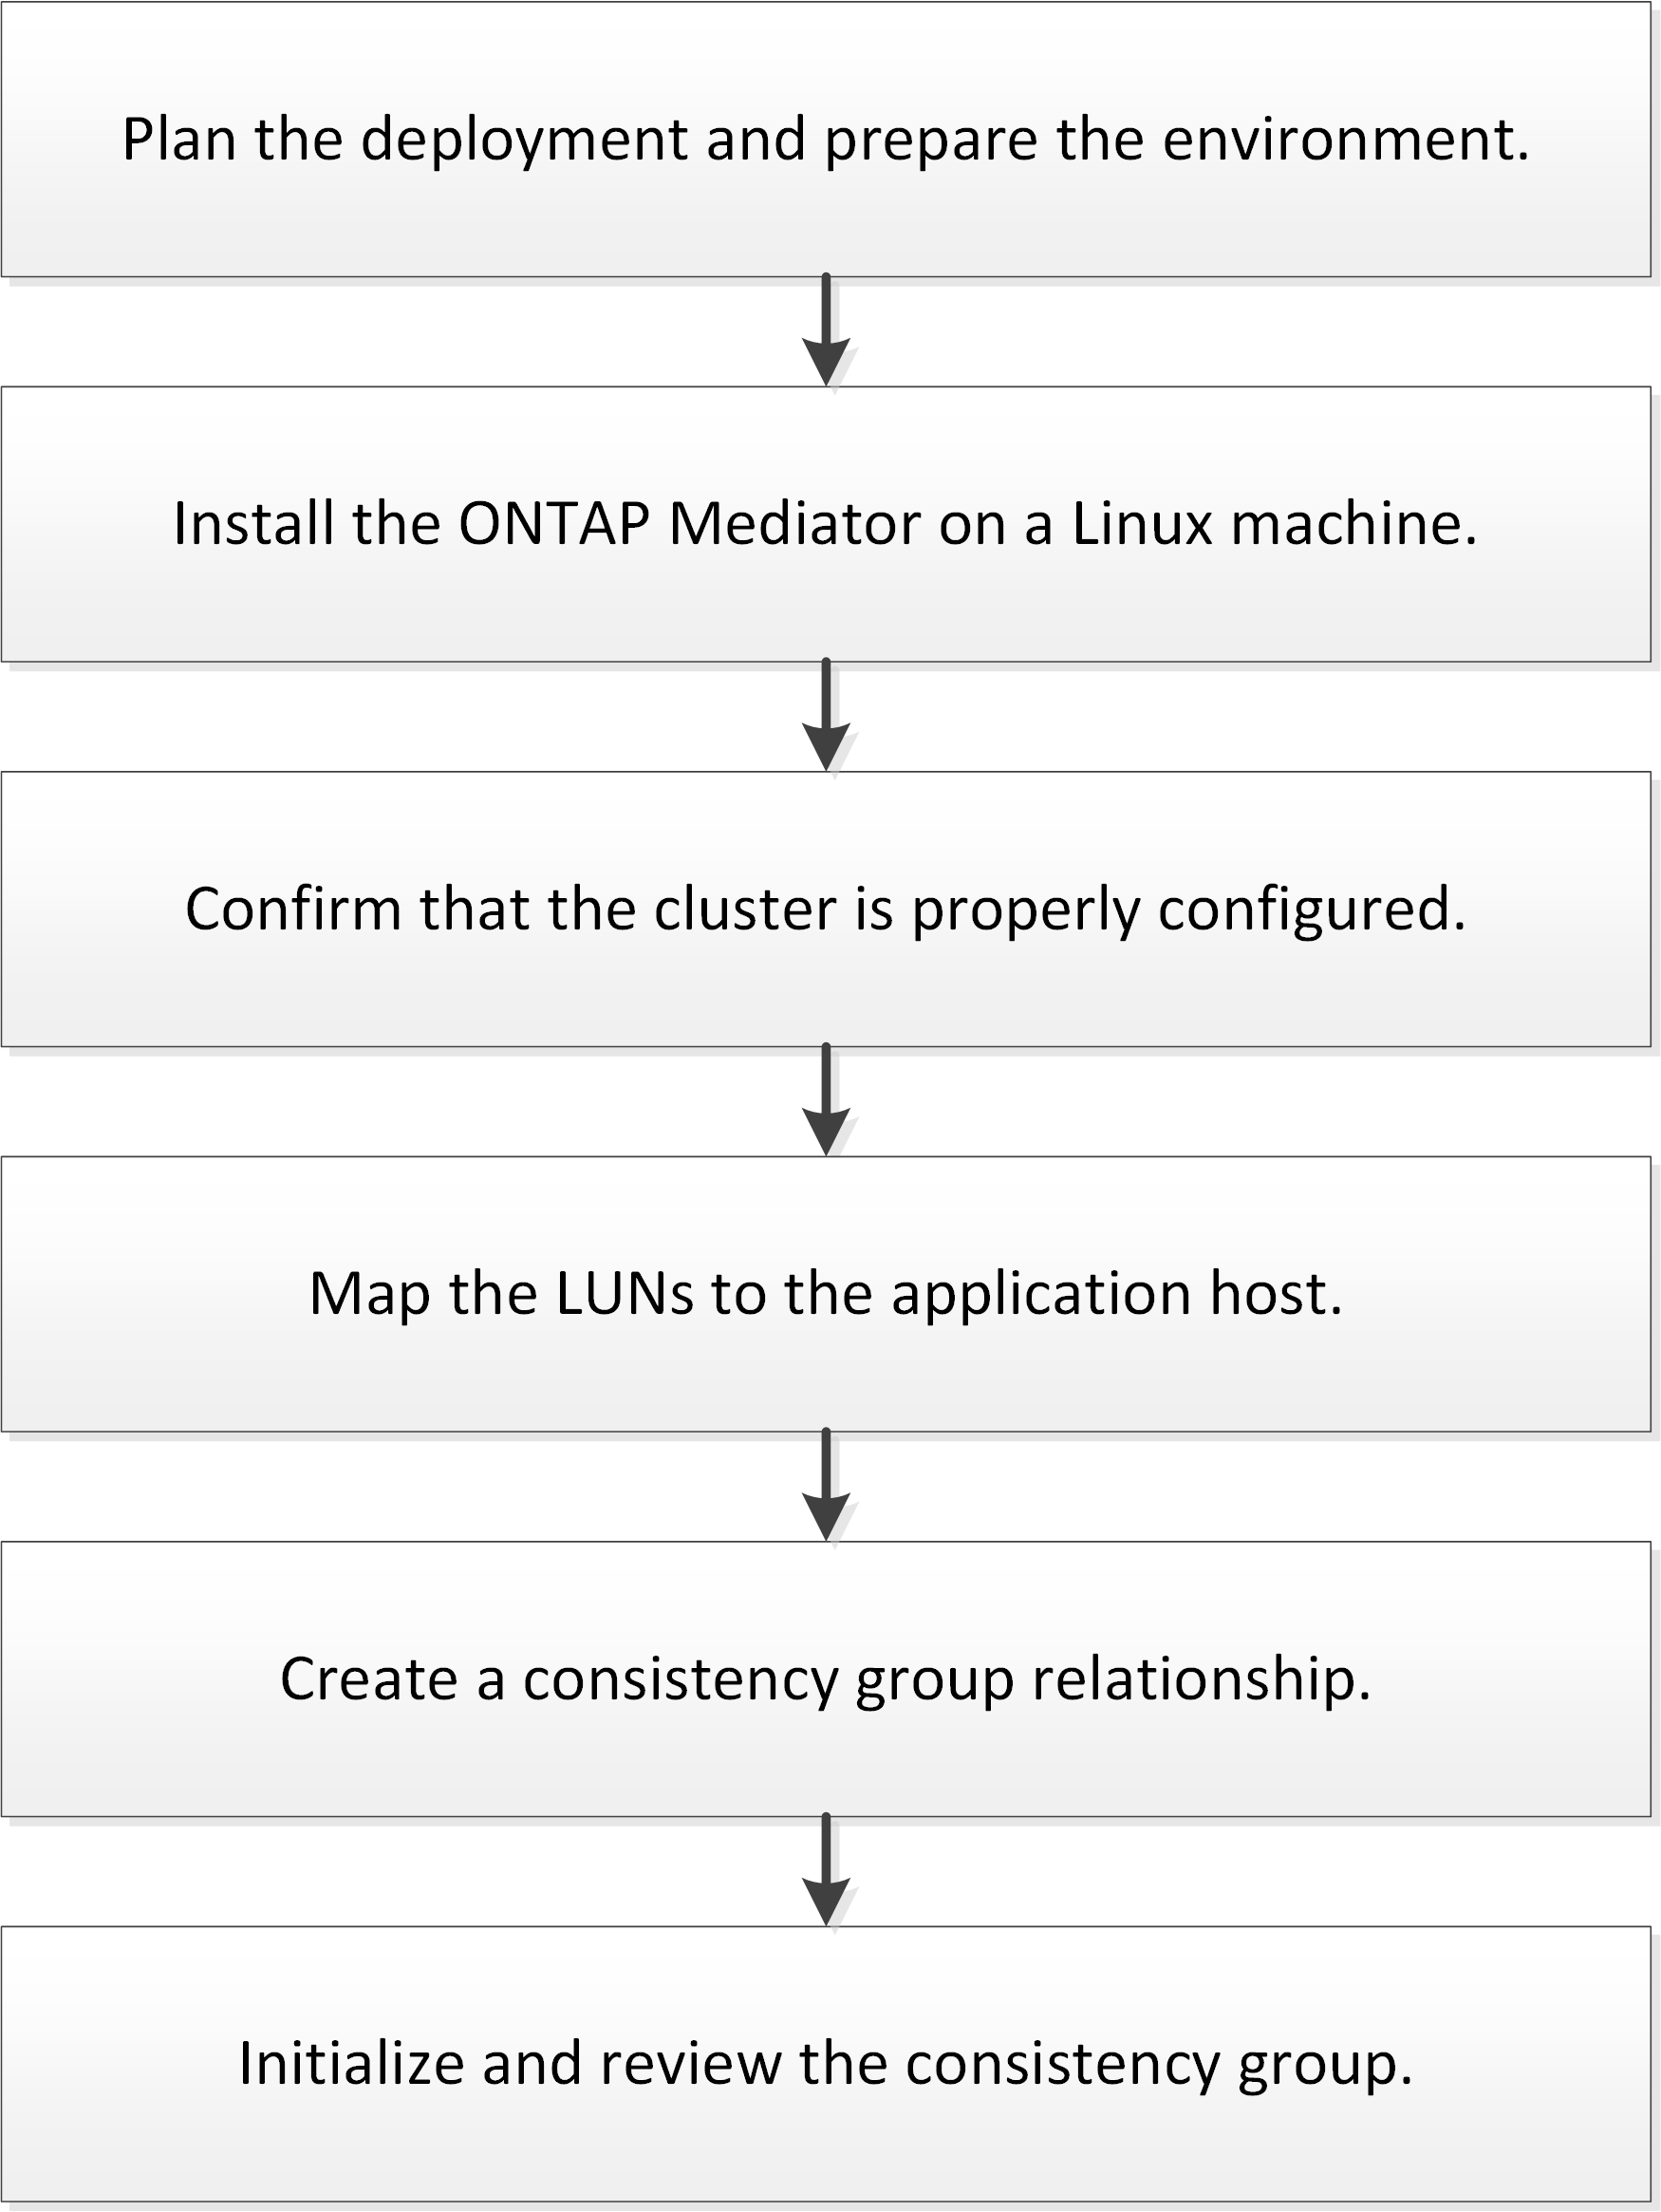 Plan the deployment and prepare the environment.
Install the ONTAP Mediator on a Linux machine.
Confirm that the cluster is properly configured.
Map the LUNs to the application host.
Create a consistency group relationship.
Initialize and review the consistency group.